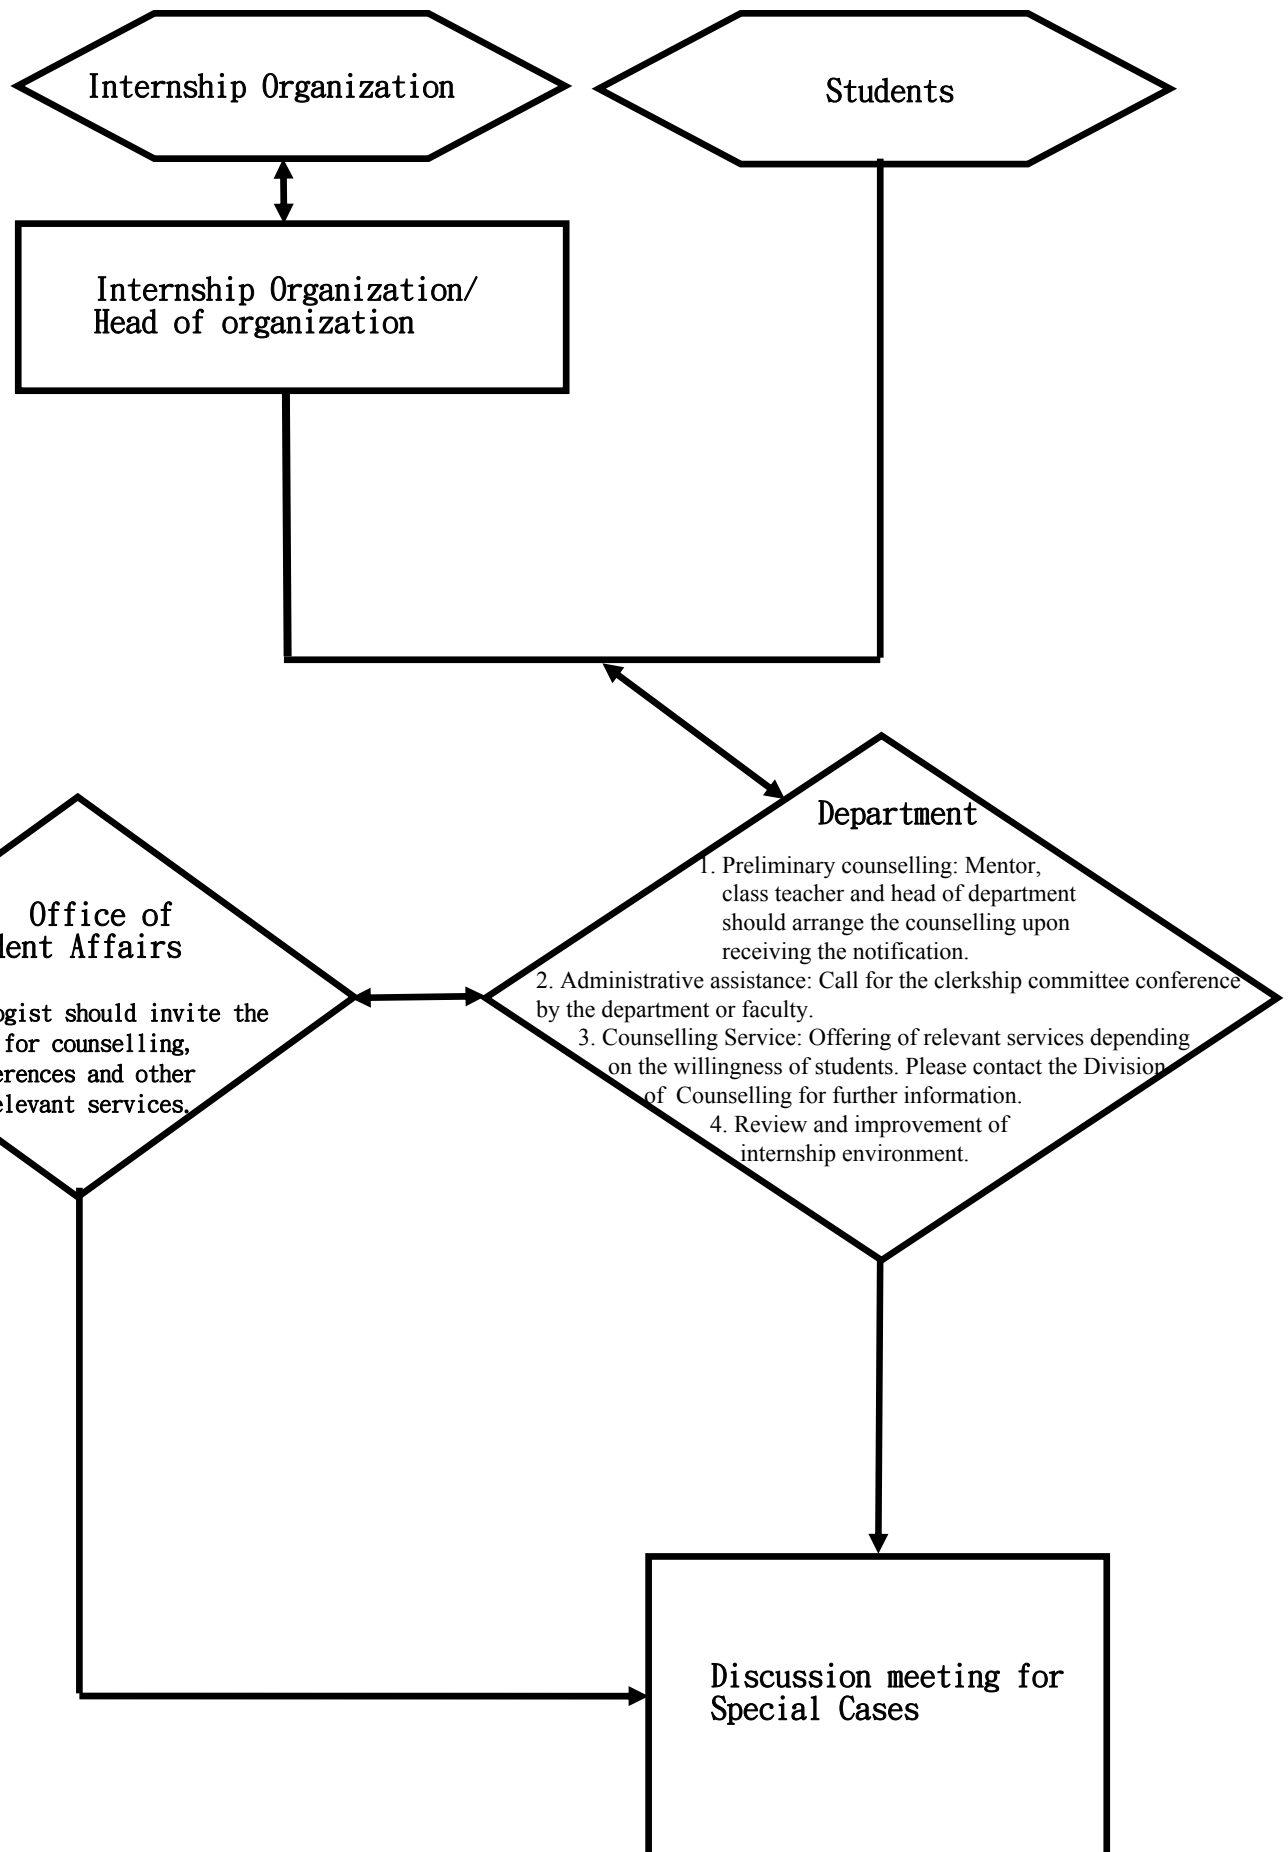 Internship Organization
Students
Internship Organization/
Head of organization
Department
1. Preliminary counselling: Mentor,
class teacher and head of department
should arrange the counselling upon
receiving the notification.
2. Administrative assistance: Call for the clerkship committee conference
by the department or faculty.
3. Counselling Service: Offering of relevant services depending
on the willingness of students. Please contact the Division
of Counselling for further information.
4. Review and improvement of
internship environment.
Office of
Affairs
should invite the
for counselling,
and other
services.
Discussion meeting for
Special Cases